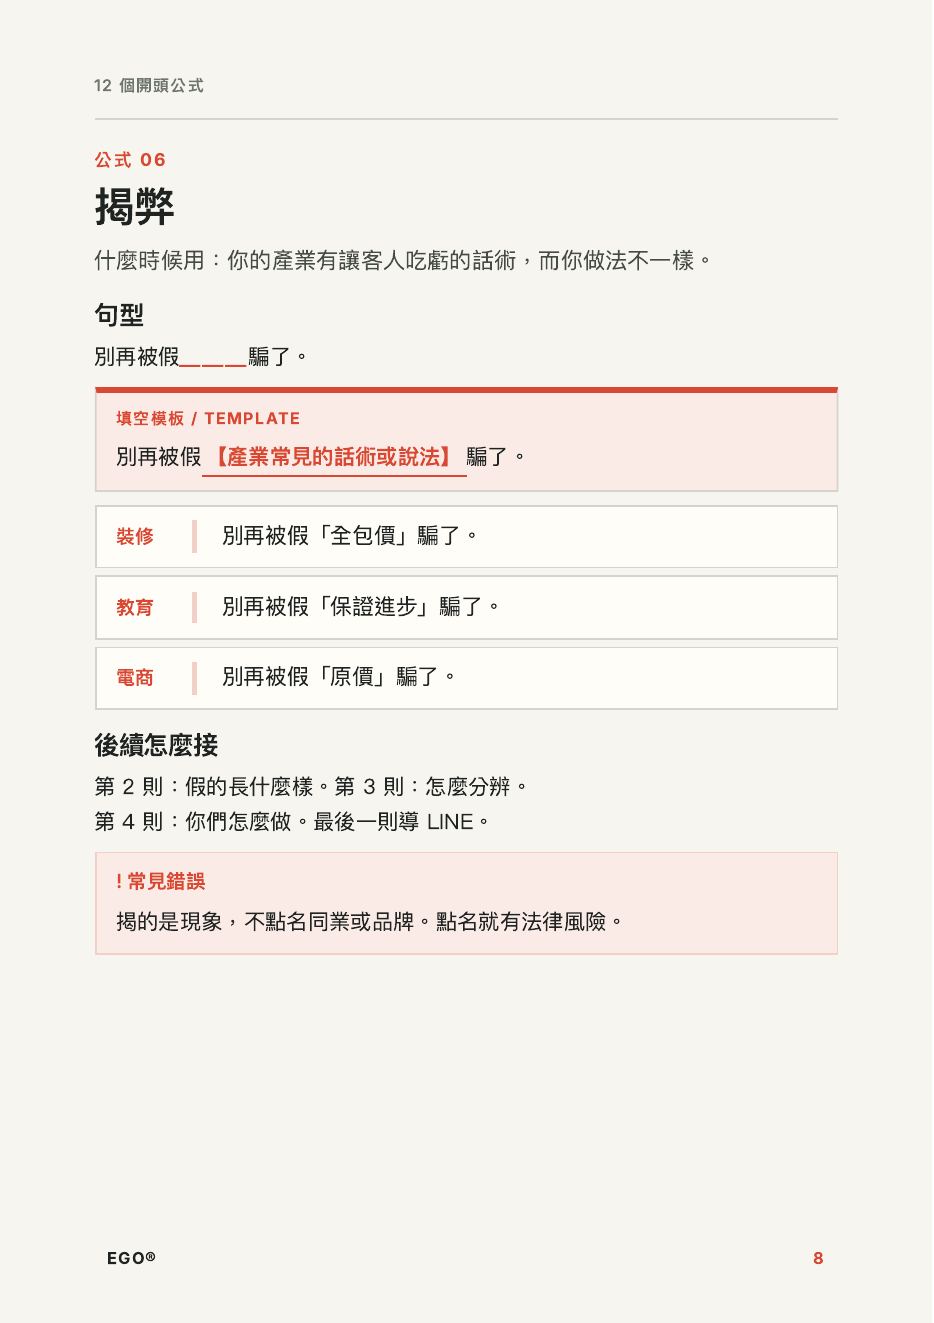 12 個開頭公式
公式 06
揭弊
什麼時候用：你的產業有讓客人吃虧的話術，而你做法不一樣。
句型
別再被假______騙了。
填空模板 / TEMPLATE
別再被假【產業常見的話術或說法】騙了。
裝修 別再被假「全包價」騙了。
教育 別再被假「保證進步」騙了。
電商 別再被假「原價」騙了。
後續怎麼接
第 2 則：假的長什麼樣。第 3 則：怎麼分辨。
第 4 則：你們怎麼做。最後一則導 LINE。
! 常見錯誤
揭的是現象，不點名同業或品牌。點名就有法律風險。
EGO® 8